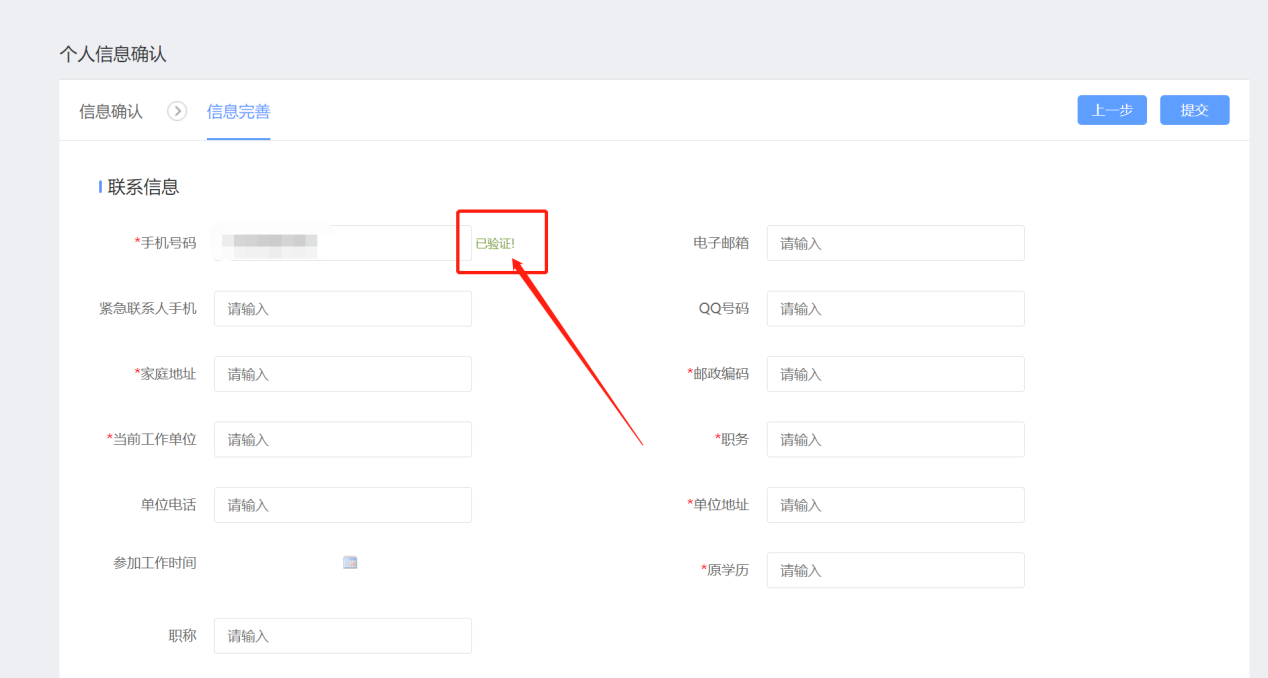 个人信息确认
信息确认 信息完善 上一步 提交
联系信息
*手机号码 已验证! 电子邮箱 请输入
紧急联系人手机 请输入 QQ号码 请输入
*家庭地址 请输入 *邮政编码 请输入
*当前工作单位 请输入 *职务 请输入
单位电话 请输入 *单位地址 请输入
参加工作时间 *原学历 请输入
职称 请输入